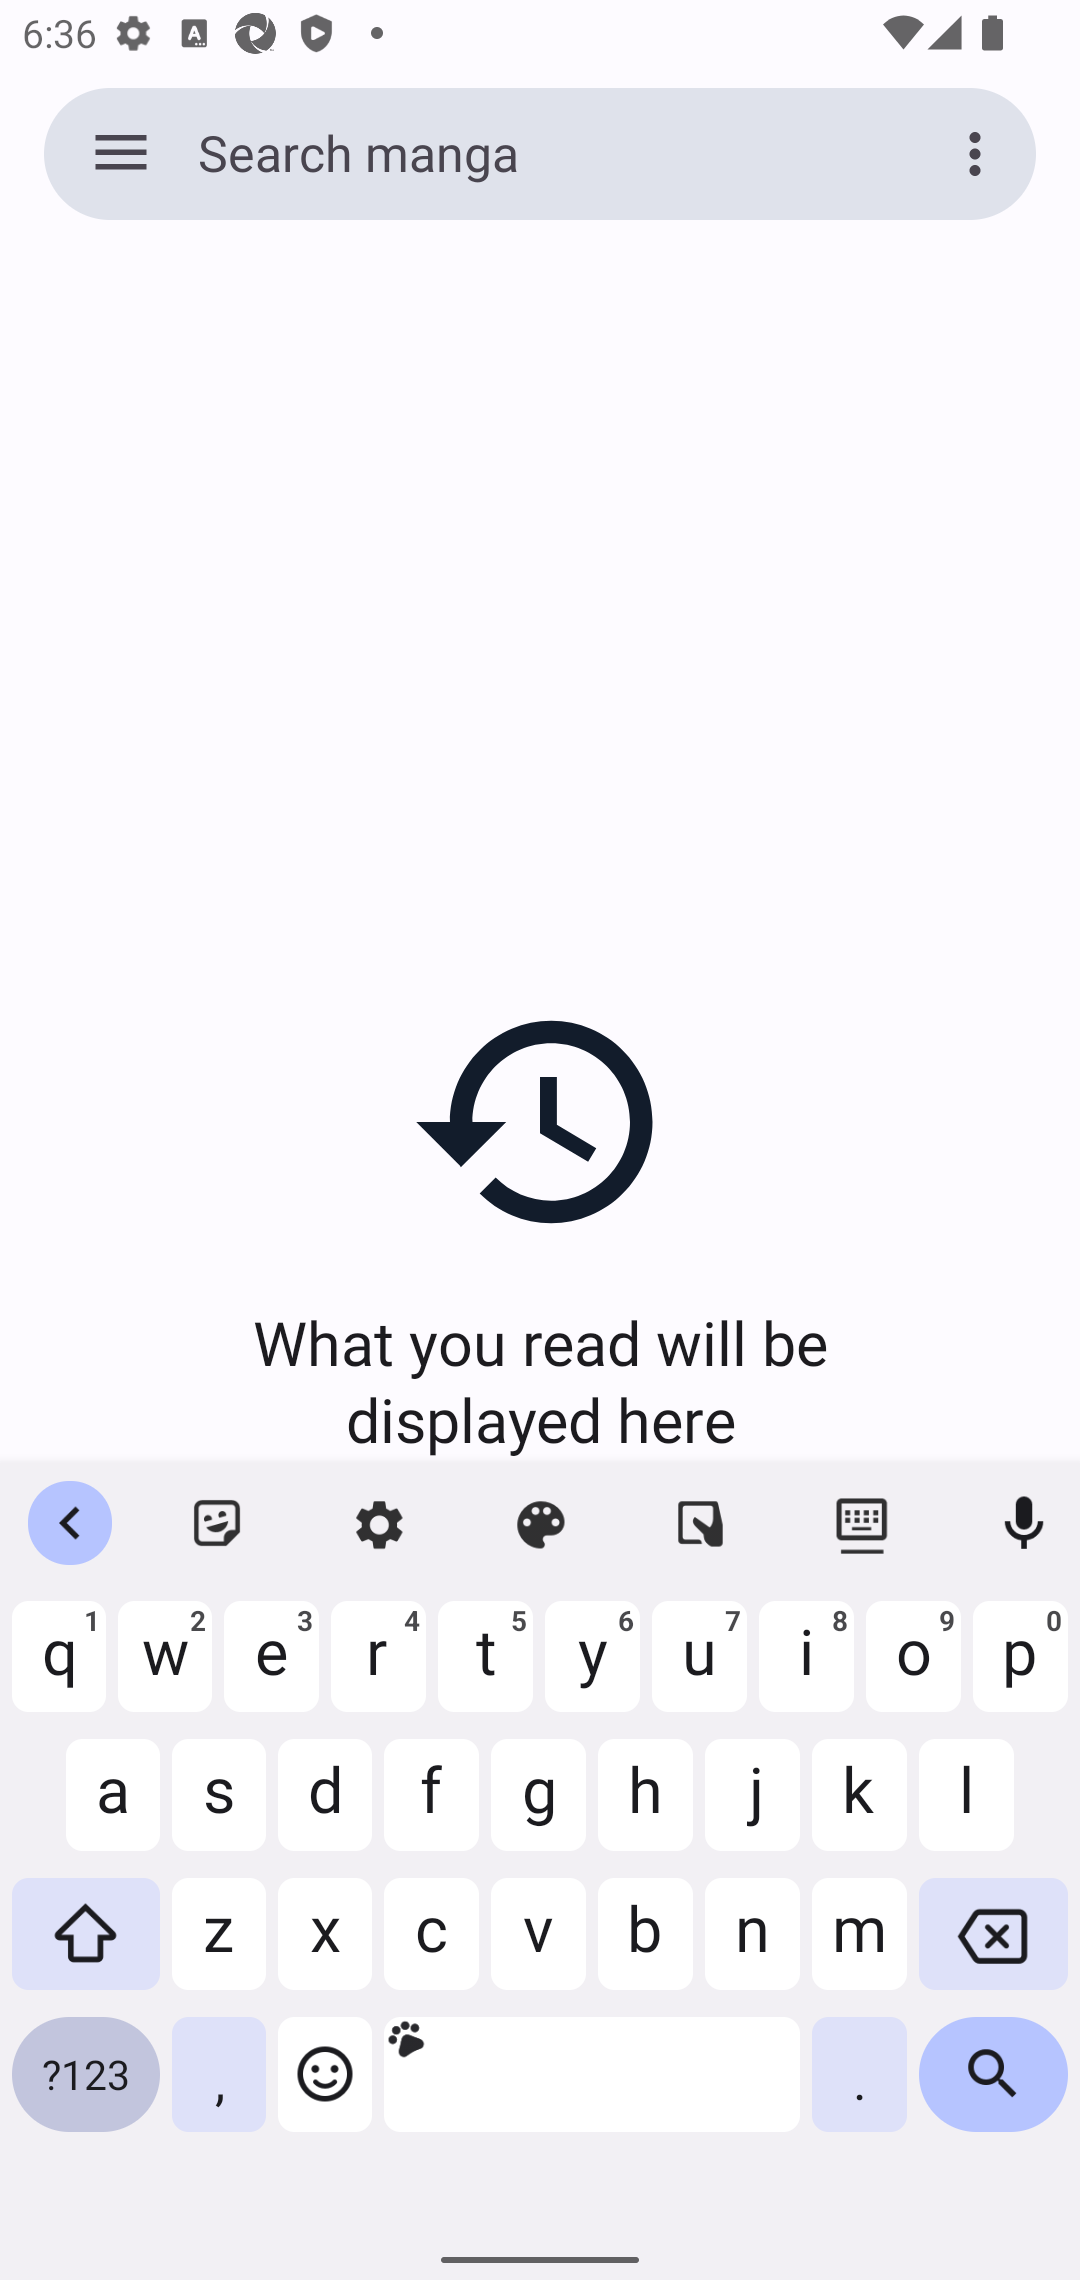 6:36
Search manga
What you read will be
displayed here
q 1 w 2 e 3 r 4 t 5 y 6 u 7 i 8 o 9 p 0
a s d f g h j k l
z x c v b n m
?123 , .